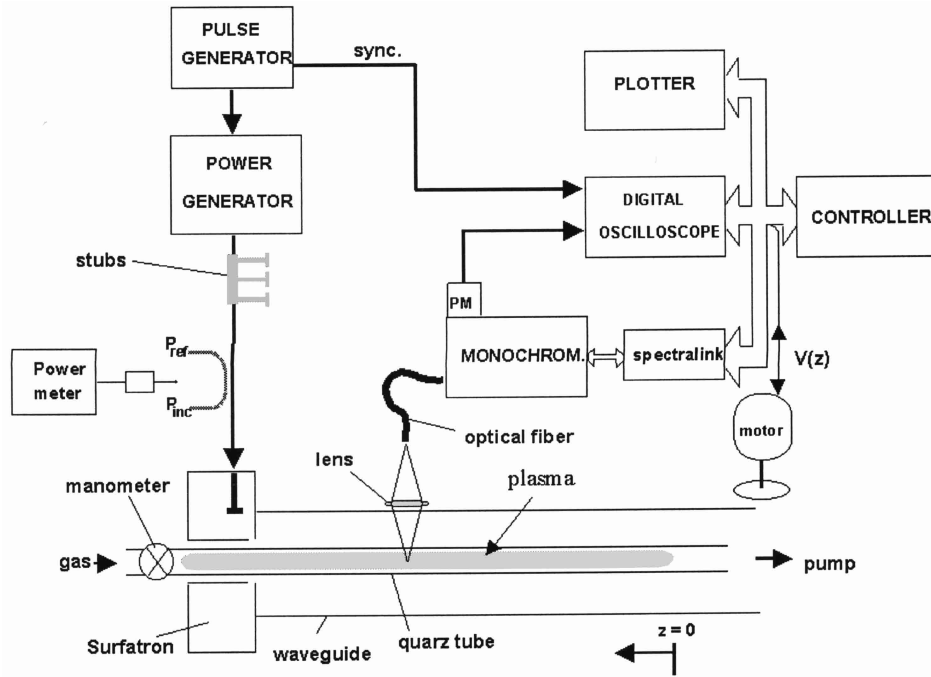 PULSE
GENERATOR
sync.
PLOTTER
POWER
GENERATOR
DIGITAL
OSCILLOSCOPE
CONTROLLER
stubs
PM
MONOCHROM.
spectralink
V(z)
Pref
Power
meter
Pinc
motor
optical fiber
lens
plasma
manometer
gas
pump
Surfatron
waveguide
quarz tube
z = 0